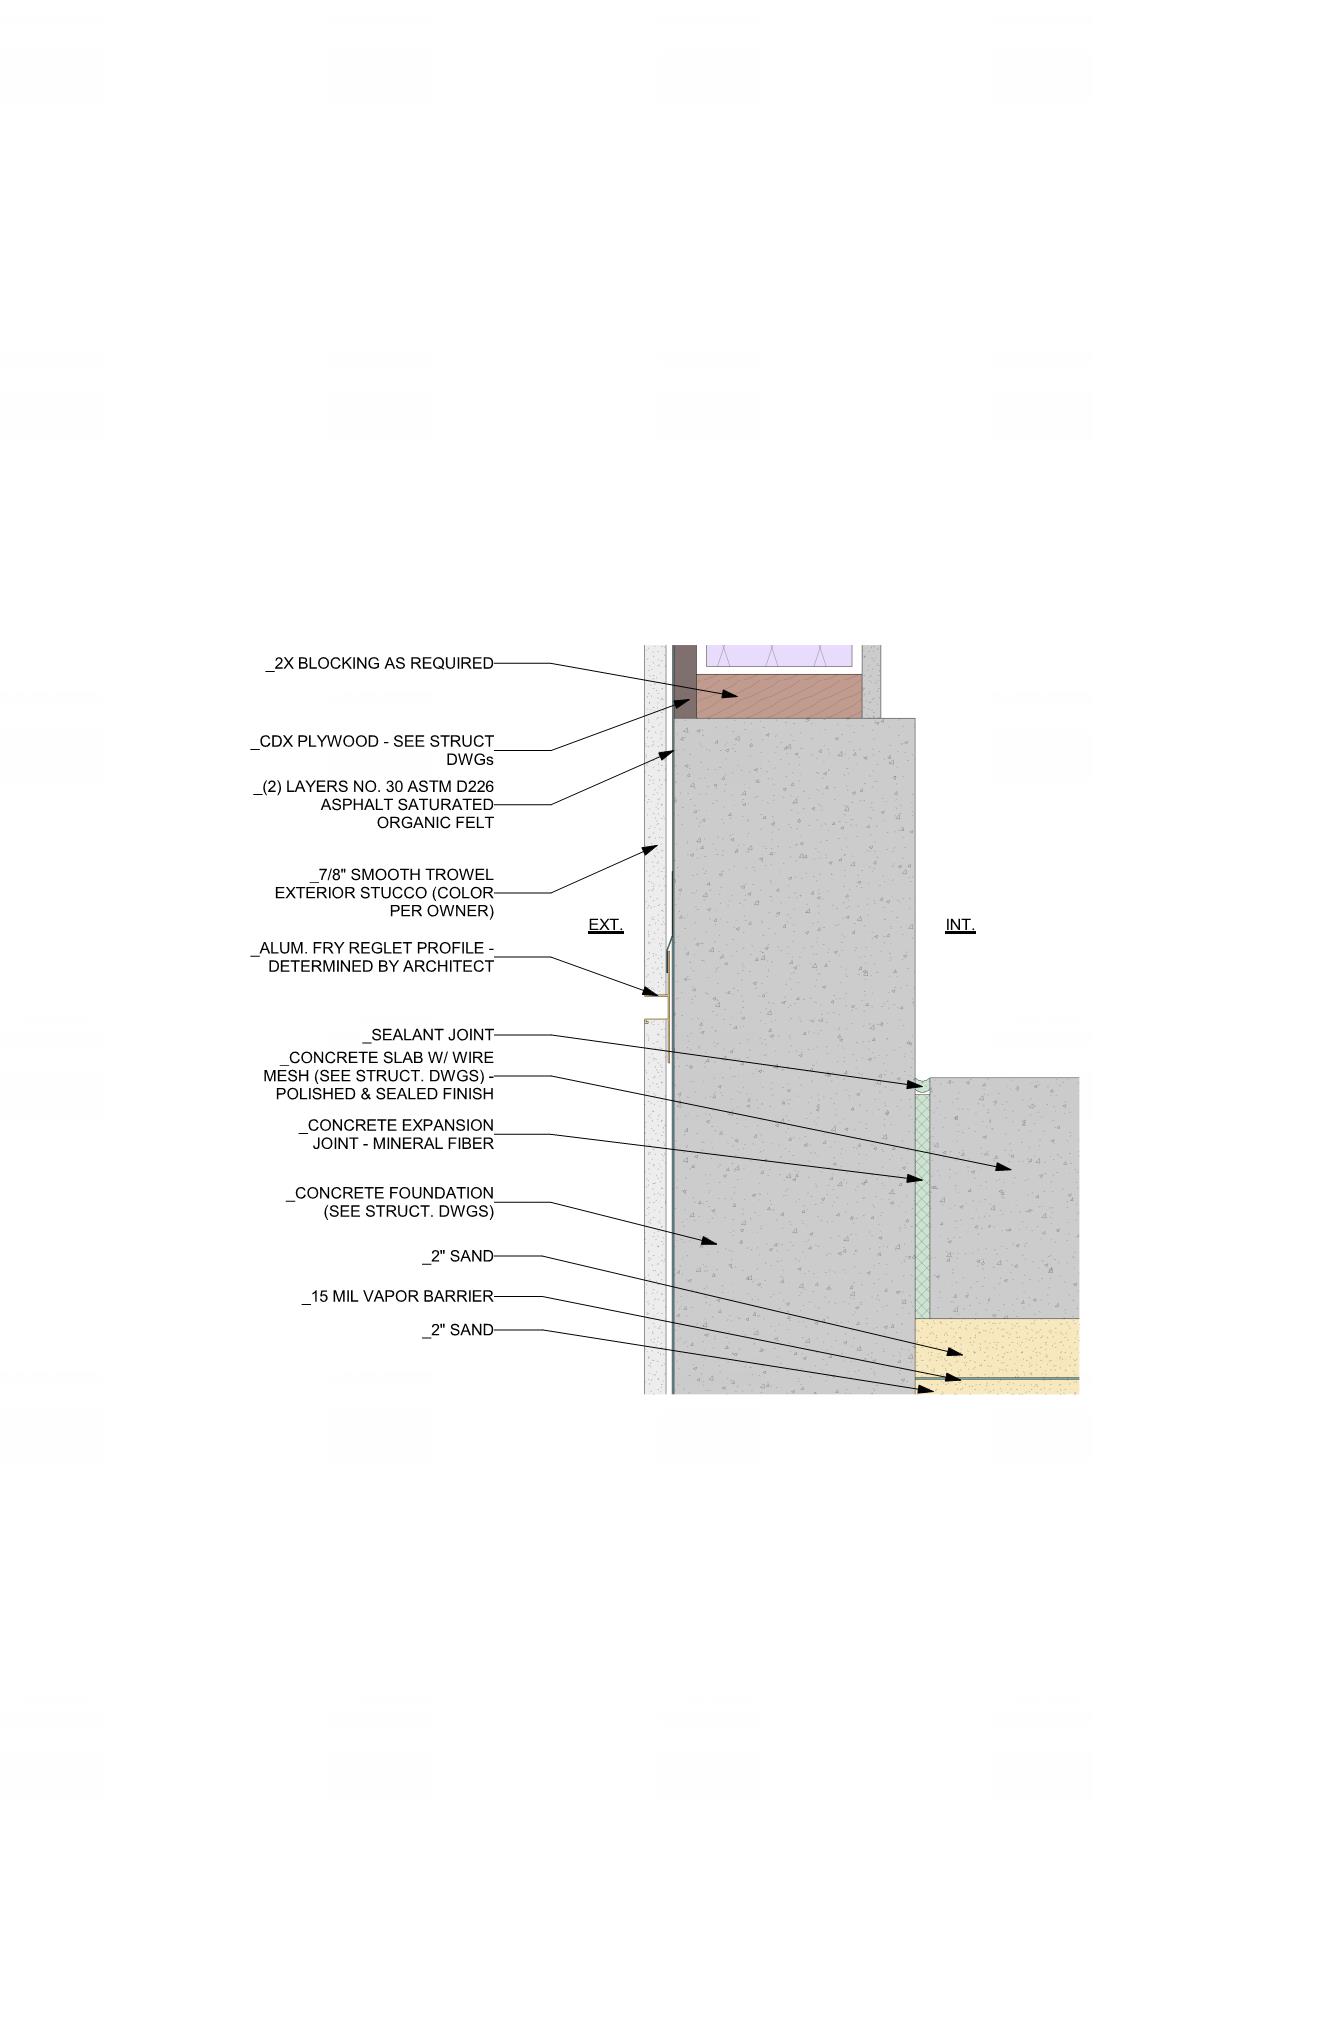 _2X BLOCKING AS REQUIRED
_CDX PLYWOOD - SEE STRUCT
DWGs
_(2) LAYERS NO. 30 ASTM D226
ASPHALT SATURATED
ORGANIC FELT
_7/8" SMOOTH TROWEL
EXTERIOR STUCCO (COLOR
PER OWNER)
EXT.
INT.
_ALUM. FRY REGLET PROFILE -
DETERMINED BY ARCHITECT
_SEALANT JOINT
_CONCRETE SLAB W/ WIRE
MESH (SEE STRUCT. DWGS) -
POLISHED & SEALED FINISH
_CONCRETE EXPANSION
JOINT - MINERAL FIBER
_CONCRETE FOUNDATION
(SEE STRUCT. DWGS)
_2" SAND
_15 MIL VAPOR BARRIER
_2" SAND